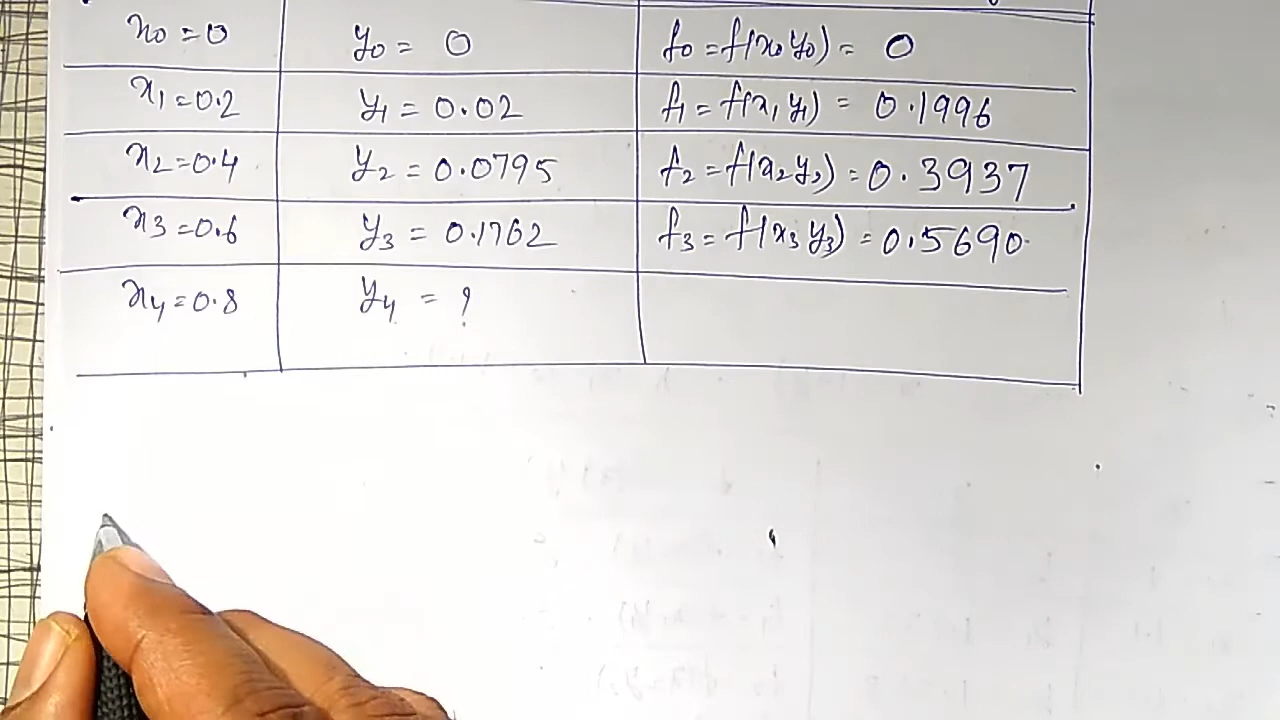 x0 = 0 y0 = 0 f0 = f(x0 y0) = 0
x1 = 0.2 y1 = 0.02 f1 = f(x1 y1) = 0.1996
x2 = 0.4 y2 = 0.0795 f2 = f(x2 y2) = 0.3937
x3 = 0.6 y3 = 0.1762 f3 = f(x3 y3) = 0.5690
x4 = 0.8 y4 = ?